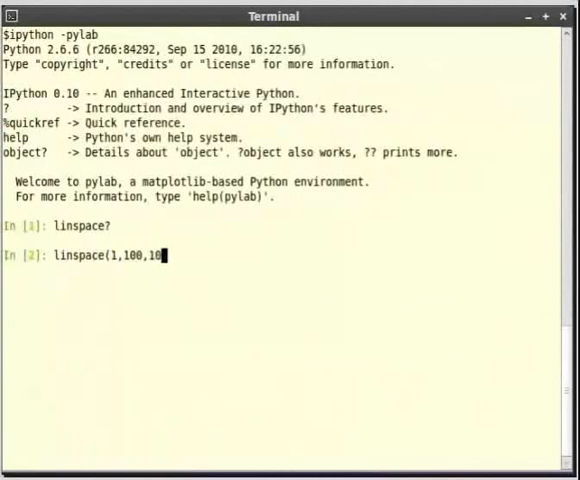 Terminal
$ipython -pylab
Python 2.6.6 (r266:84292, Sep 15 2010, 16:22:56)
Type "copyright", "credits" or "license" for more information.
IPython 0.10 -- An enhanced Interactive Python.
? -> Introduction and overview of IPython's features.
%quickref -> Quick reference.
help -> Python's own help system.
object? -> Details about 'object'. ?object also works, ?? prints more.
Welcome to pylab, a matplotlib-based Python environment.
For more information, type 'help(pylab)'.
In [1]: linspace?
In [2]: linspace(1,100,10